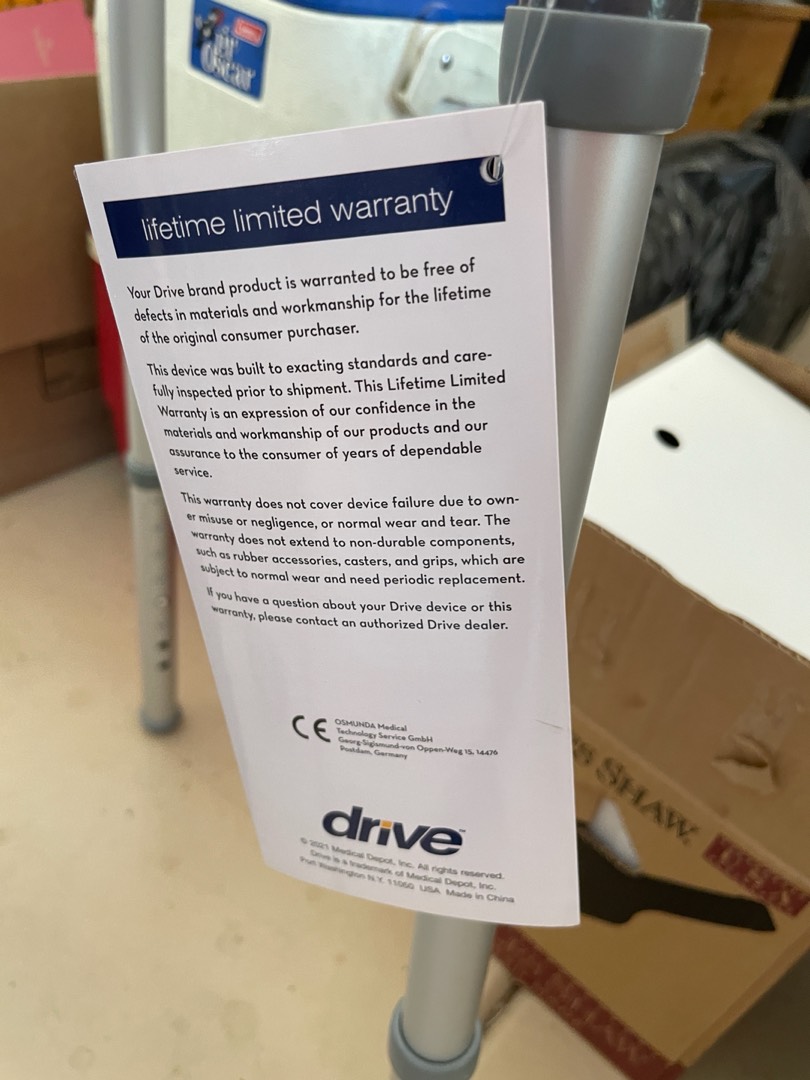 Lil' Oscar
lifetime limited warranty
Your Drive brand product is warranted to be free of
defects in materials and workmanship for the lifetime
of the original consumer purchaser.
This device was built to exacting standards and care-
fully inspected prior to shipment. This Lifetime Limited
Warranty is an expression of our confidence in the
materials and workmanship of our products and our
assurance to the consumer of years of dependable
service.
This warranty does not cover device failure due to own-
er misuse or negligence, or normal wear and tear. The
warranty does not extend to non-durable components,
such as rubber accessories, casters, and grips, which are
subject to normal wear and need periodic replacement.
If you have a question about your Drive device or this
warranty, please contact an authorized Drive dealer.
CE
OSMUNDA Medical
Technology Service GmbH
Georg-Sigismund-von Oppen-Weg 15, 14476
Postdam, Germany
drive™
© 2021 Medical Depot, Inc. All rights reserved.
Drive is a trademark of Medical Depot, Inc.
Port Washington N.Y. 11050 USA Made in China
SHAW.